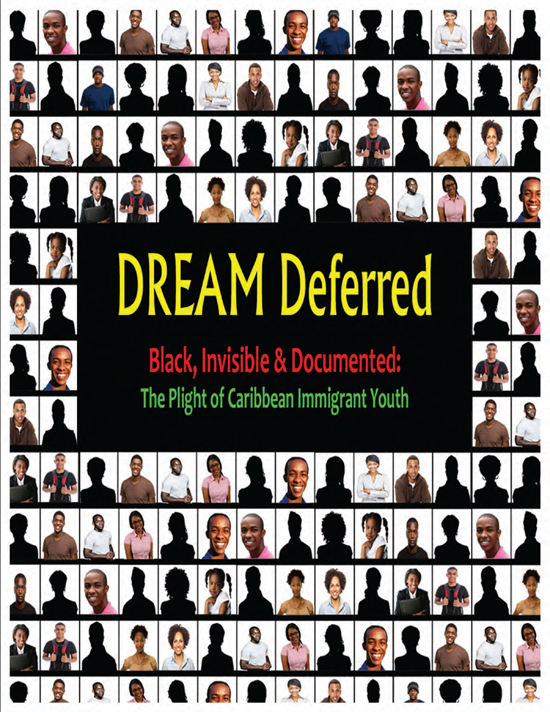 DREAM Deferred
Black, Invisible & Documented:
The Plight of Caribbean Immigrant Youth